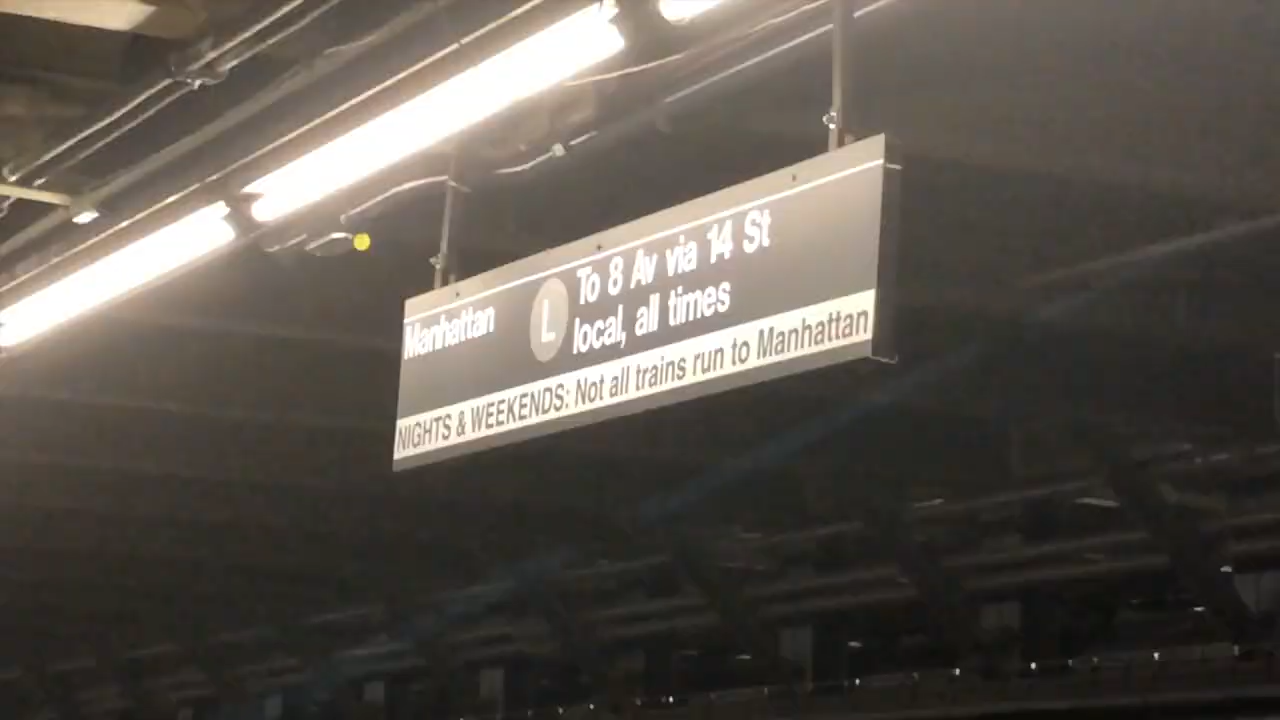 Manhattan
L
To 8 Av via 14 St
local, all times
NIGHTS & WEEKENDS: Not all trains run to Manhattan